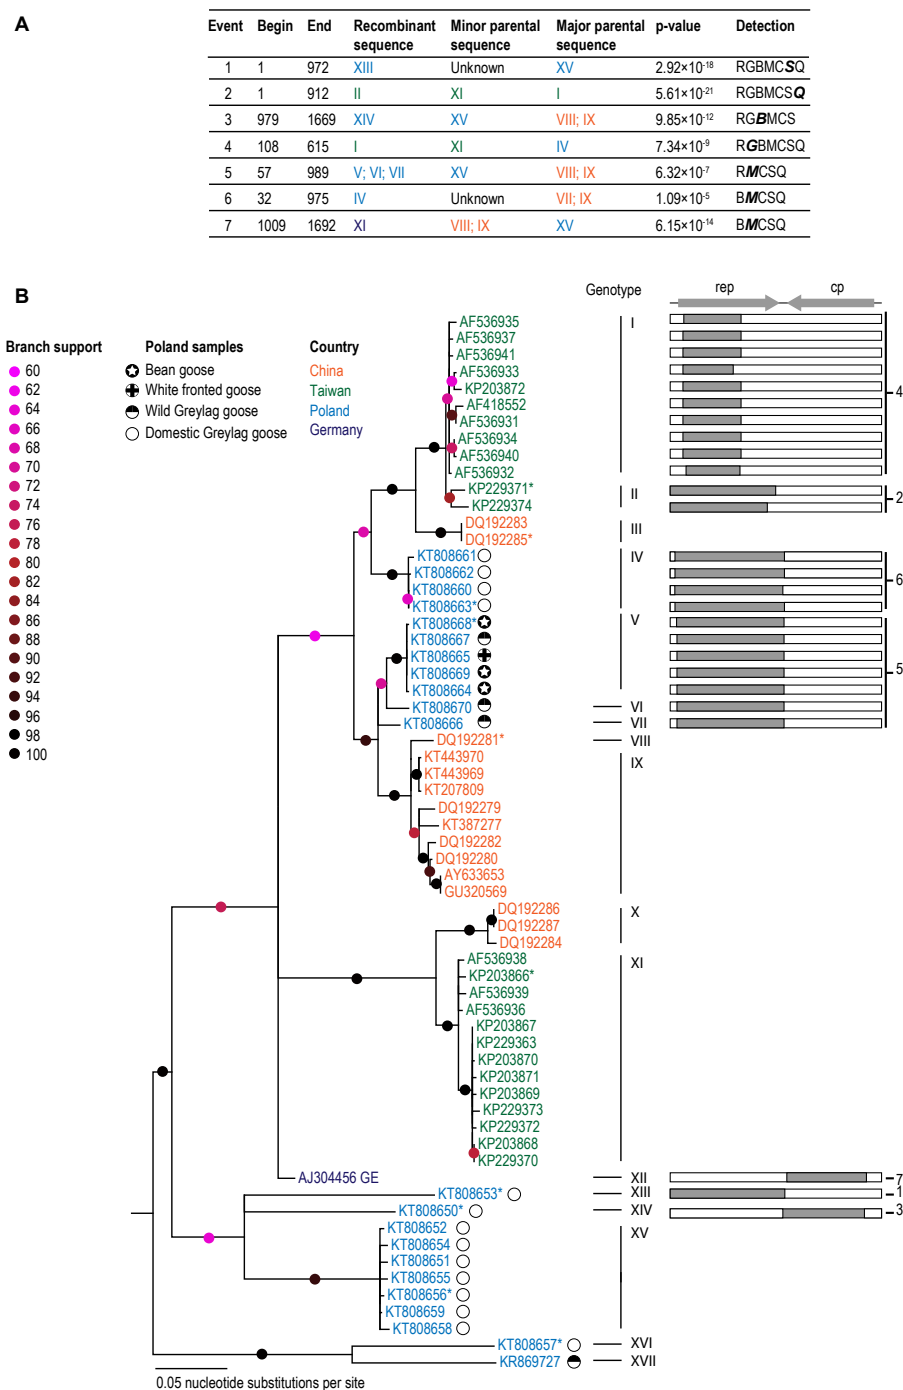 A
Event Begin End Recombinant sequence Minor parental sequence Major parental sequence p-value Detection
1 1 972 XIII Unknown XV 2.92×10-18 RGBMCSQ
2 1 912 II XI I 5.61×10-21 RGBMCSQ
3 979 1669 XIV XV VIII; IX 9.85×10-12 RGBMCS
4 108 615 I XI IV 7.34×10-9 RGBMCSQ
5 57 989 V; VI; VII XV VIII; IX 6.32×10-7 RMCSQ
6 32 975 IV Unknown VII; IX 1.09×10-5 BMCSQ
7 1009 1692 XI VIII; IX XV 6.15×10-14 BMCSQ
B
Genotype rep cp
Branch support
60
62
64
66
68
70
72
74
76
78
80
82
84
86
88
90
92
94
96
98
100
Poland samples
Bean goose
White fronted goose
Wild Greylag goose
Domestic Greylag goose
Country
China
Taiwan
Poland
Germany
AF536935 I
AF536937
AF536941
AF536933
KP203872 4
AF418552
AF536931
AF536934
AF536940
AF536932
KP229371* II 2
KP229374
DQ192283 III
DQ192285*
KT808661 IV
KT808662 6
KT808660
KT808663*
KT808668* V
KT808667
KT808665
KT808669 5
KT808664
KT808670 VI
KT808666 VII
DQ192281* VIII
KT443970 IX
KT443969
KT207809
DQ192279
KT387277
DQ192282
DQ192280
AY633653
GU320569
DQ192286 X
DQ192287
DQ192284
AF536938 XI
KP203866*
AF536939
AF536936
KP203867
KP229363
KP203870
KP203871
KP203869
KP229373
KP229372
KP203868
KP229370
AJ304456 GE XII 7
KT808653* XIII 1
KT808650* XIV 3
KT808652 XV
KT808654
KT808651
KT808655
KT808656*
KT808659
KT808658
KT808657* XVI
KR869727 XVII
0.05 nucleotide substitutions per site